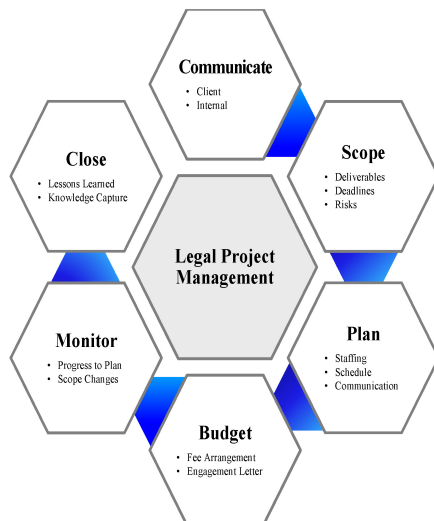 Communicate
• Client
• Internal
Scope
• Deliverables
• Deadlines
• Risks
Plan
• Staffing
• Schedule
• Communication
Budget
• Fee Arrangement
• Engagement Letter
Monitor
• Progress to Plan
• Scope Changes
Close
• Lessons Learned
• Knowledge Capture
Legal Project
Management